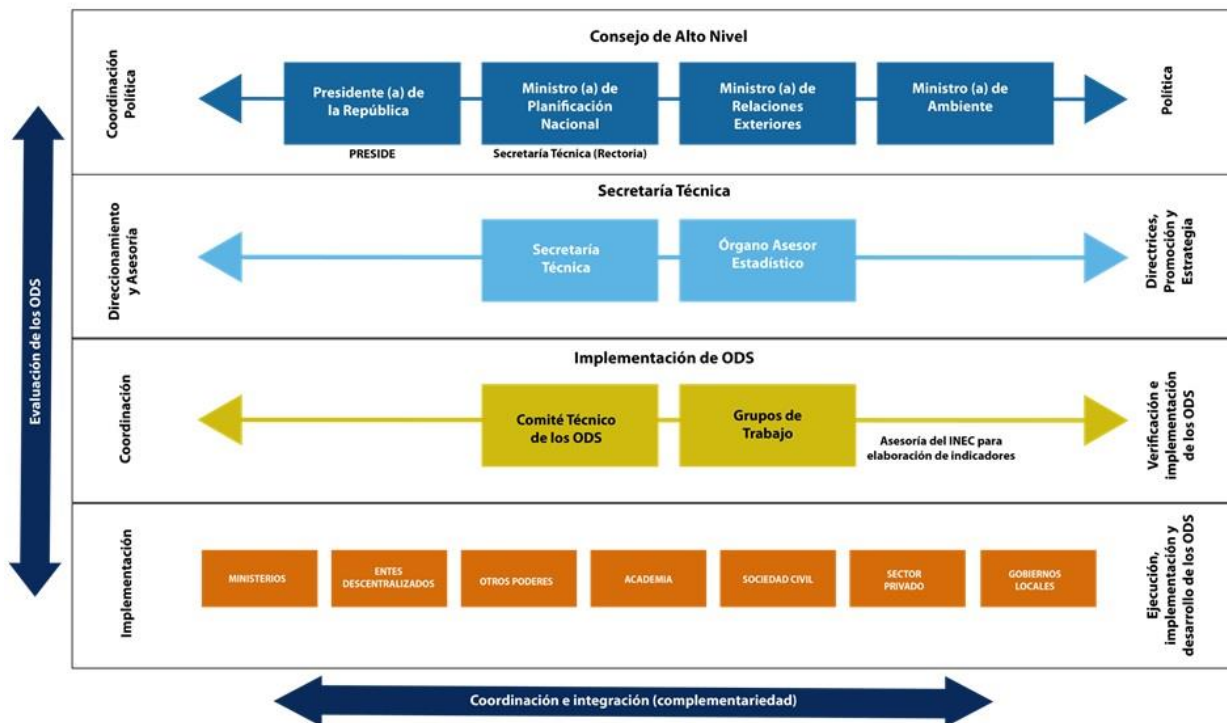 Consejo de Alto Nivel
Coordinación
Política
Presidente (a) de
la República
Ministro (a) de
Planificación
Nacional
Ministro (a) de
Relaciones
Exteriores
Ministro (a) de
Ambiente
Política
PRESIDE
Secretaría Técnica (Rectoria)
Secretaría Técnica
Direccionamiento
y Asesoría
Secretaría
Técnica
Órgano Asesor
Estadístico
Directrices,
Promoción y
Estrategia
Evaluación de los ODS
Implementación de ODS
Coordinación
Comité Técnico
de los ODS
Grupos de
Trabajo
Asesoría del INEC para
elaboración de indicadores
Verificación e
implementación
de los ODS
Implementación
MINISTERIOS
ENTES
DESCENTRALIZADOS
OTROS PODERES
ACADEMIA
SOCIEDAD CIVIL
SECTOR
PRIVADO
GOBIERNOS
LOCALES
Ejecución,
implementación y
desarrollo de los ODS
Coordinación e integración (complementariedad)